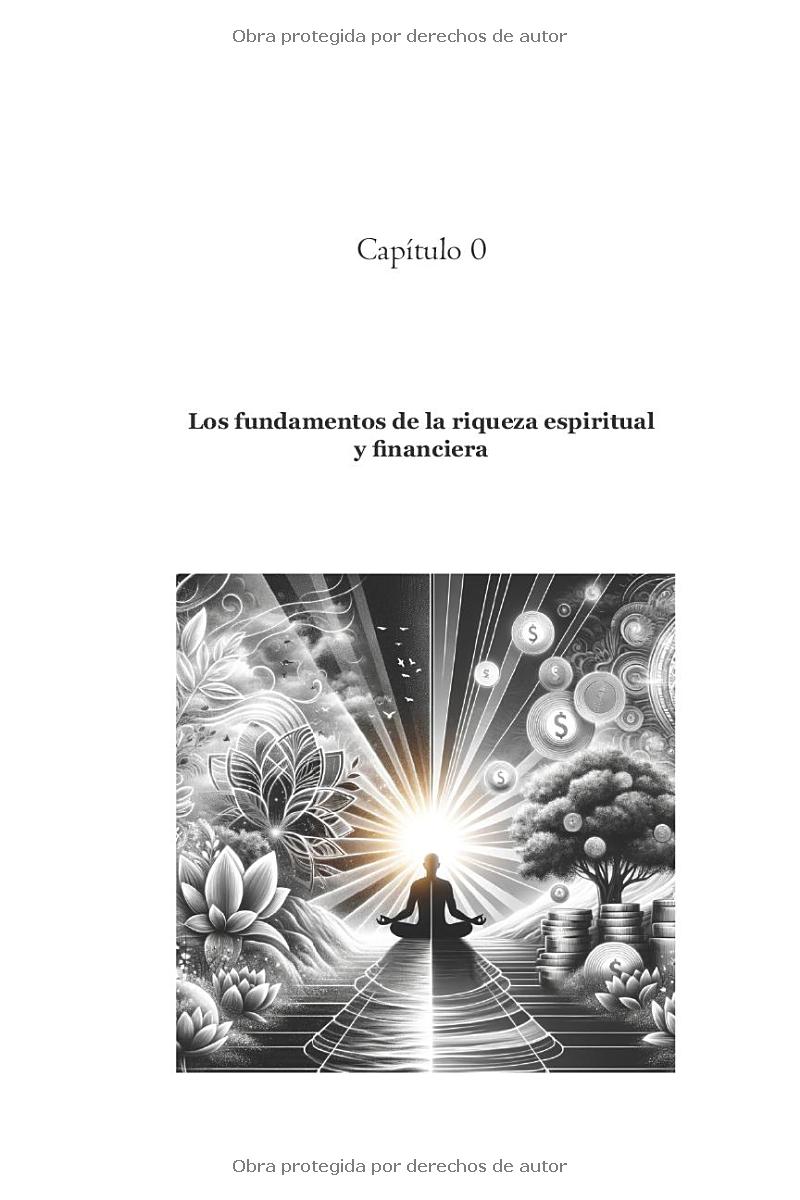 Obra protegida por derechos de autor
Capítulo 0
Los fundamentos de la riqueza espiritual
y financiera
$
$
$
$
$
$
Obra protegida por derechos de autor